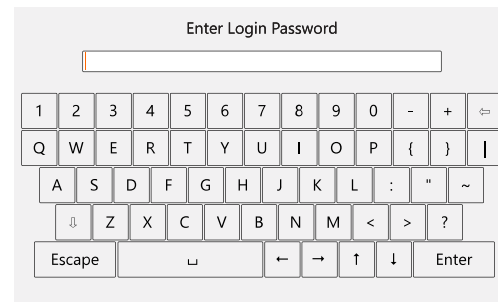 Enter Login Password
1 2 3 4 5 6 7 8 9 0 - + ⇦
Q W E R T Y U I O P { } |
A S D F G H J K L : " ~
⇩ Z X C V B N M < > ?
Escape ␣ ← → ↑ ↓ Enter